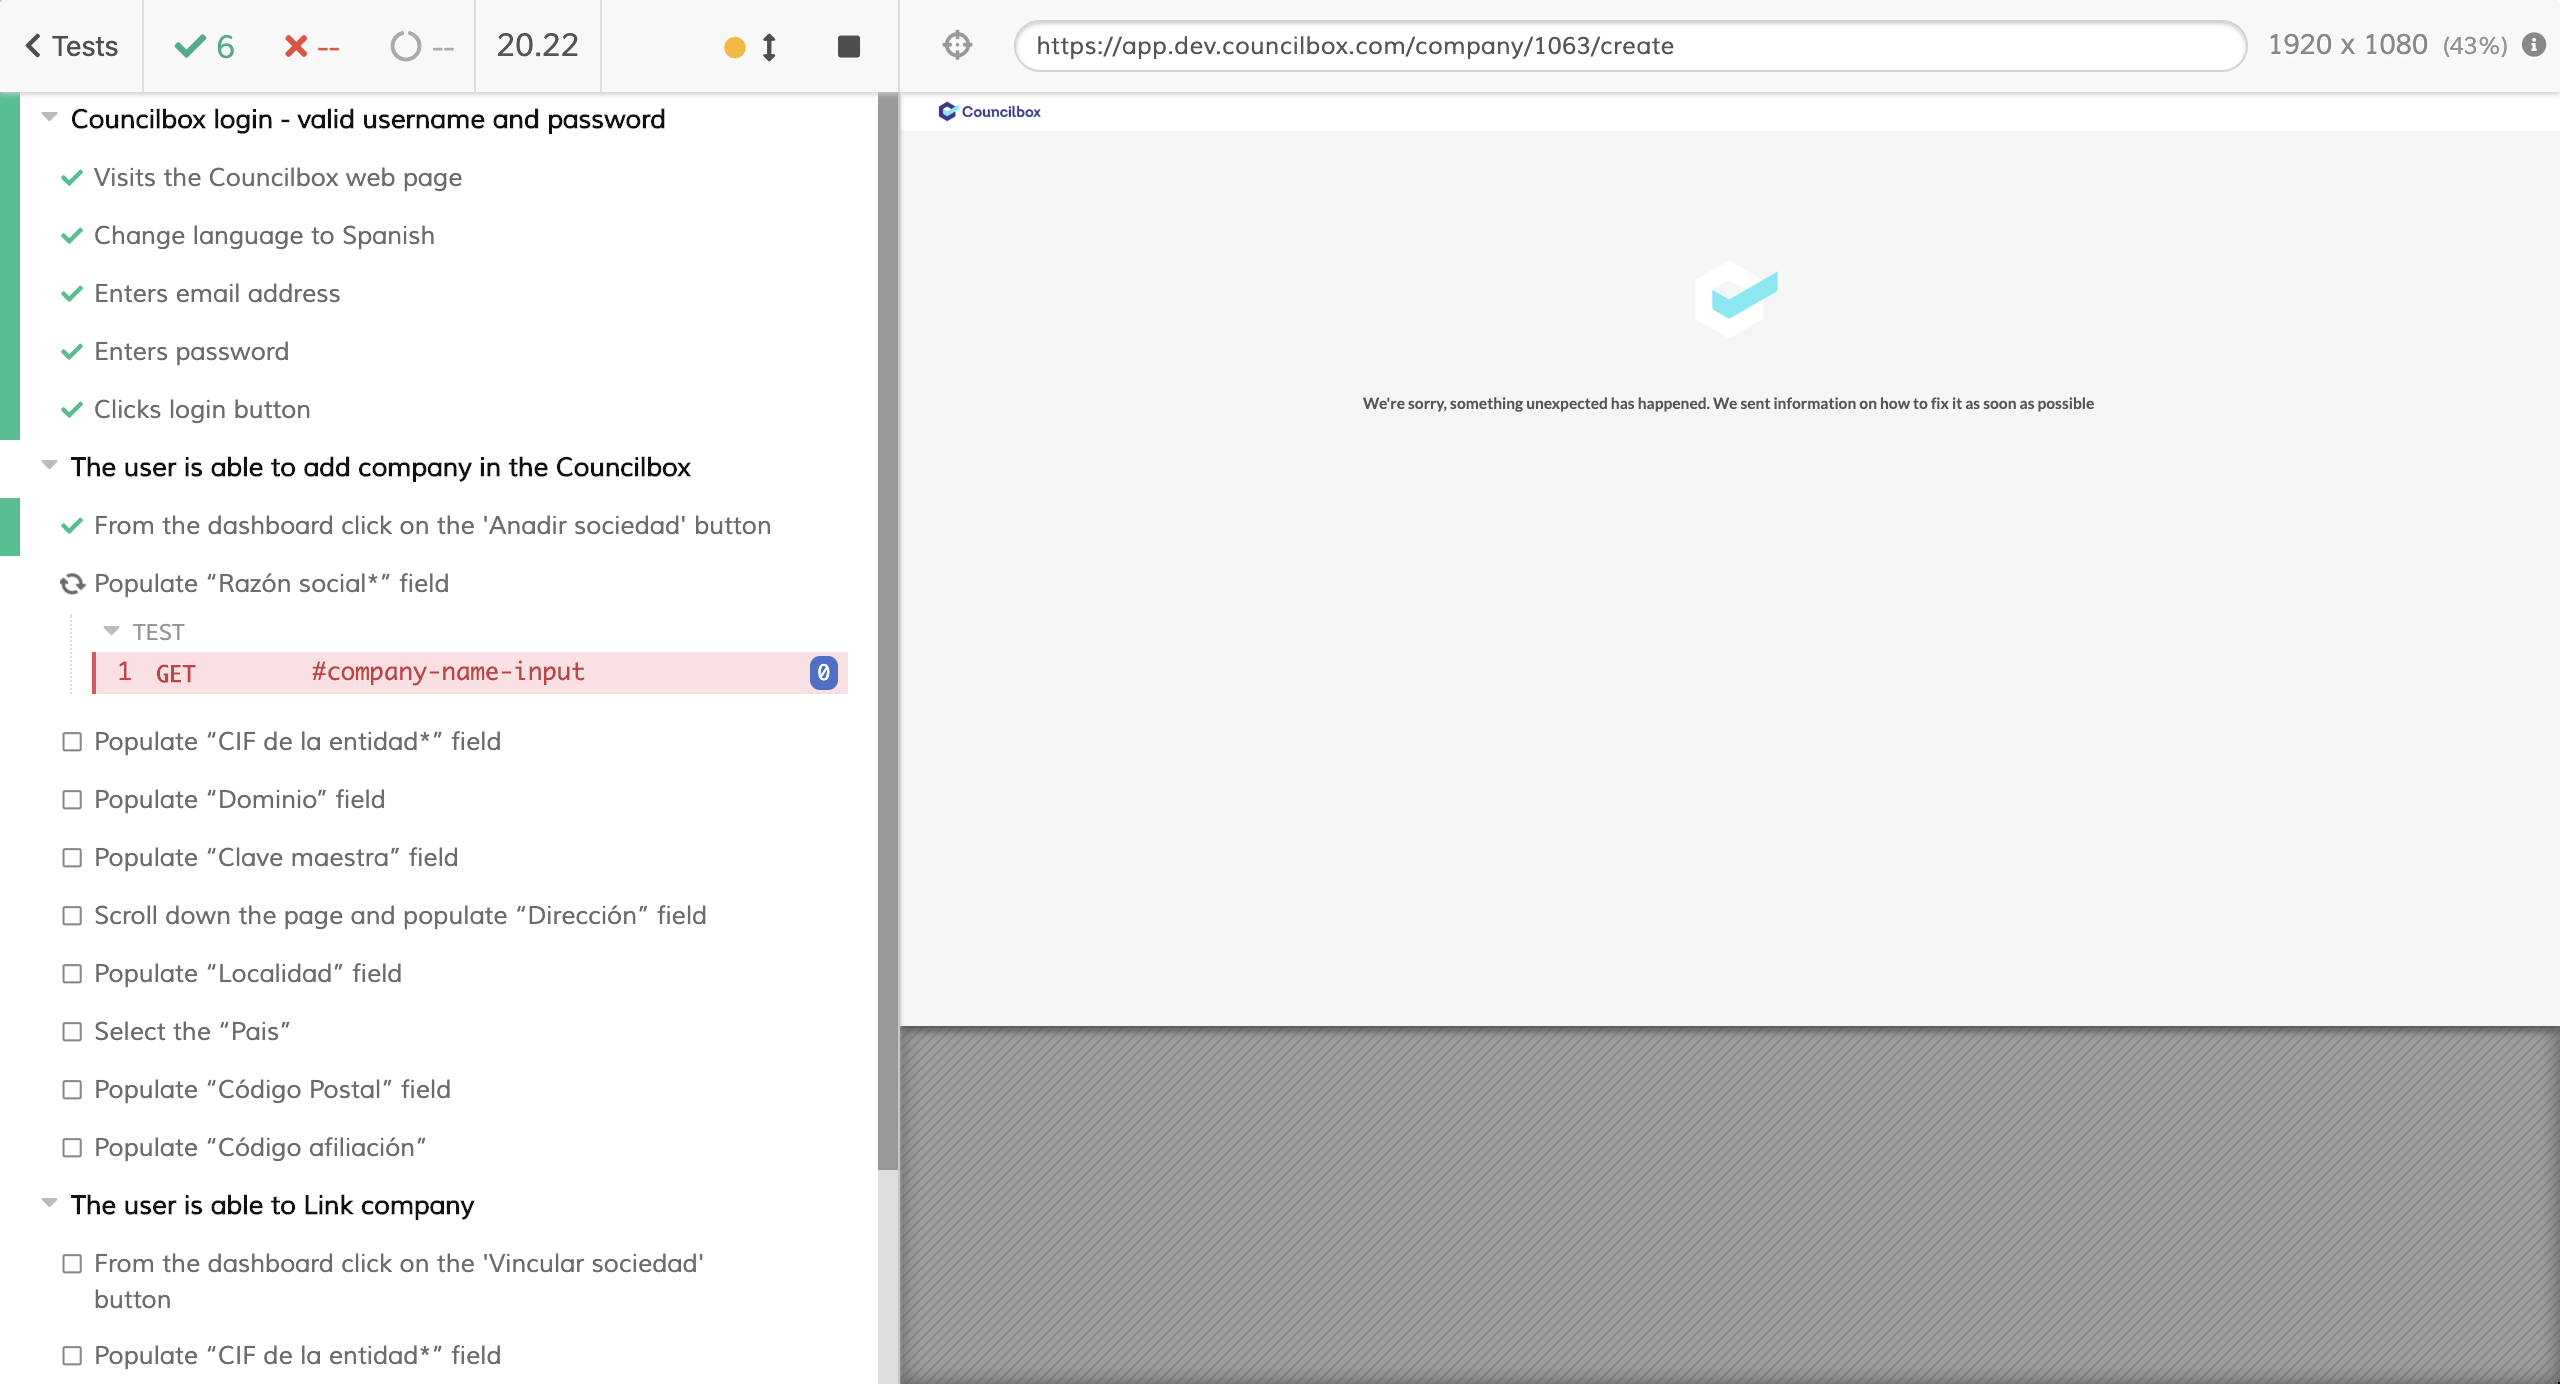 Tests
6
--
--
20.22
https://app.dev.councilbox.com/company/1063/create
1920 x 1080 (43%)
Councilbox login - valid username and password
Visits the Councilbox web page
Change language to Spanish
Enters email address
Enters password
Clicks login button
The user is able to add company in the Councilbox
From the dashboard click on the 'Anadir sociedad' button
Populate “Razón social*” field
TEST
1 GET #company-name-input 0
Populate “CIF de la entidad*” field
Populate “Dominio” field
Populate “Clave maestra” field
Scroll down the page and populate “Dirección” field
Populate “Localidad” field
Select the “Pais”
Populate “Código Postal” field
Populate “Código afiliación”
The user is able to Link company
From the dashboard click on the 'Vincular sociedad'
button
Populate “CIF de la entidad*” field
Councilbox
We're sorry, something unexpected has happened. We sent information on how to fix it as soon as possible